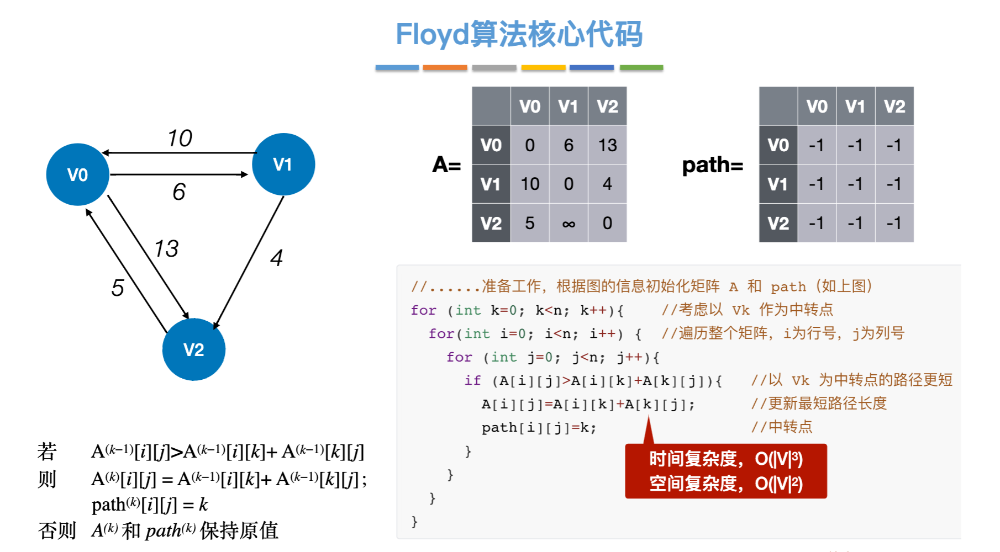 Floyd算法核心代码
10
V0
V1
6
13
4
5
V2
A=
V0 V1 V2
V0 0 6 13
V1 10 0 4
V2 5 ∞ 0
path=
V0 V1 V2
V0 -1 -1 -1
V1 -1 -1 -1
V2 -1 -1 -1
//......准备工作，根据图的信息初始化矩阵 A 和 path（如上图）
for (int k=0; k<n; k++){ //考虑以 Vk 作为中转点
for(int i=0; i<n; i++) { //遍历整个矩阵，i为行号，j为列号
for (int j=0; j<n; j++){
if (A[i][j]>A[i][k]+A[k][j]){ //以 Vk 为中转点的路径更短
A[i][j]=A[i][k]+A[k][j]; //更新最短路径长度
path[i][j]=k; //中转点
}
}
}
}
时间复杂度，O(|V|³)
空间复杂度，O(|V|²)
若 A⁽ᵏ⁻¹⁾[i][j]>A⁽ᵏ⁻¹⁾[i][k]+ A⁽ᵏ⁻¹⁾[k][j]
则 A⁽ᵏ⁾[i][j] = A⁽ᵏ⁻¹⁾[i][k]+ A⁽ᵏ⁻¹⁾[k][j];
path⁽ᵏ⁾[i][j] = k
否则 A⁽ᵏ⁾ 和 path⁽ᵏ⁾ 保持原值